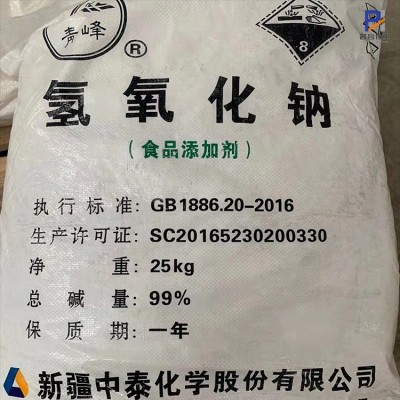 青峰
®
8
氢氧化钠
(食品添加剂)
执行标准: GB1886.20-2016
生产许可证: SC20165230200330
净 重: 25kg
总碱量: 99%
保质期: 一年
新疆中泰化学股份有限公司